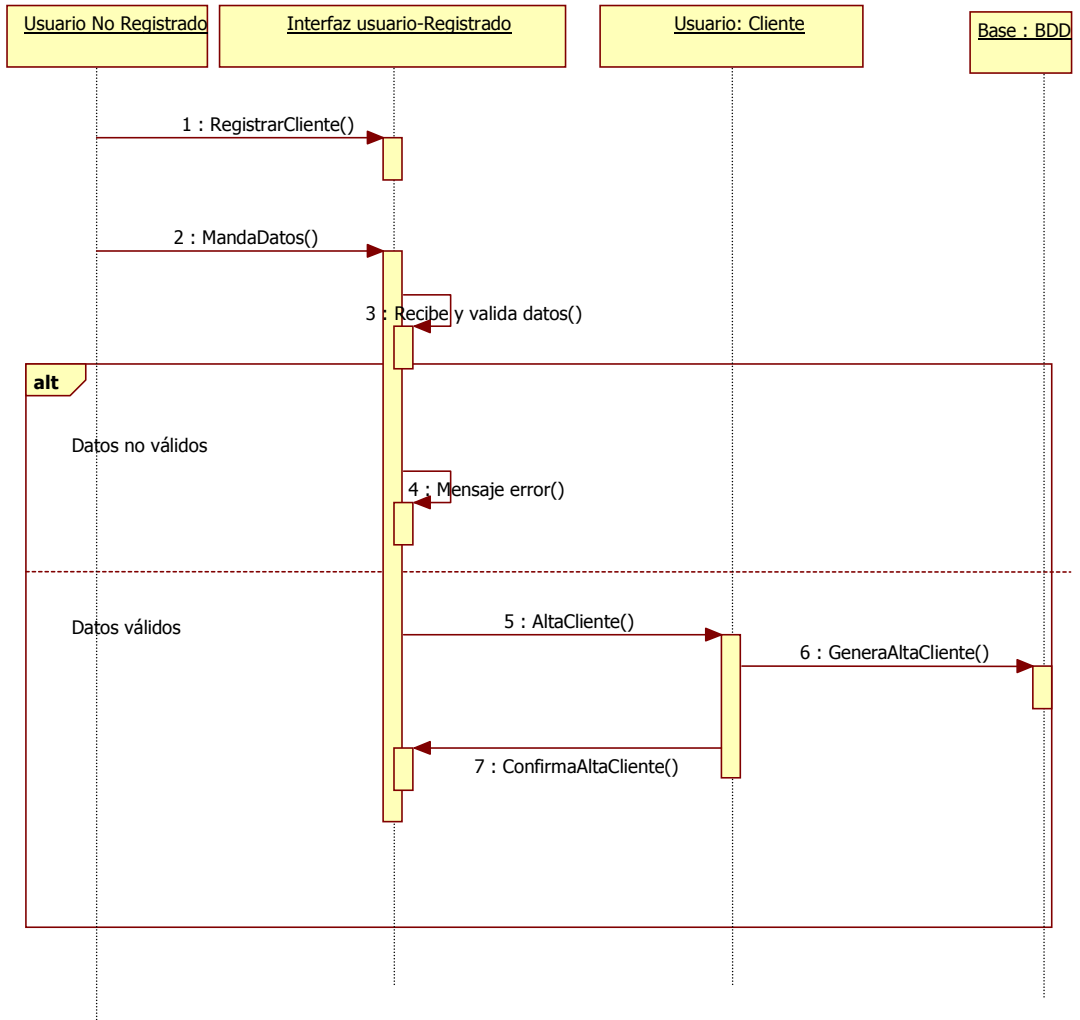 Usuario No Registrado
Interfaz usuario-Registrado
Usuario: Cliente
Base : BDD
1 : RegistrarCliente()
2 : MandaDatos()
3 : Recibe y valida datos()
alt
Datos no válidos
4 : Mensaje error()
Datos válidos
5 : AltaCliente()
6 : GeneraAltaCliente()
7 : ConfirmaAltaCliente()